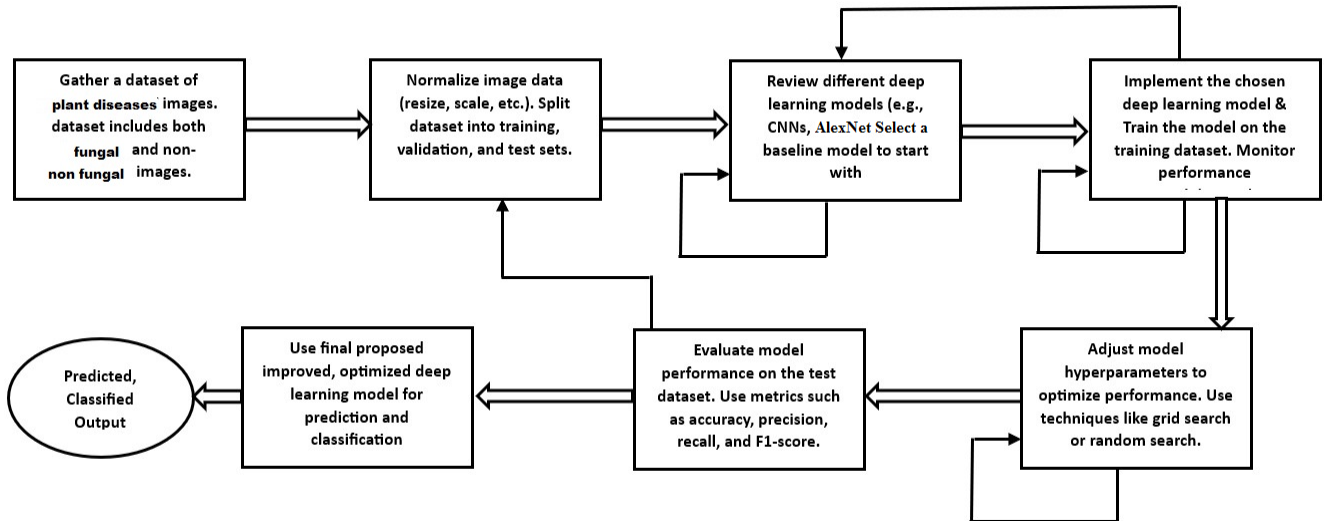 Gather a dataset of
plant diseases images.
dataset includes both
fungal and non-
non fungal images.
Normalize image data
(resize, scale, etc.). Split
dataset into training,
validation, and test sets.
Review different deep
learning models (e.g.,
CNNs, AlexNet Select a
baseline model to start
with
Implement the chosen
deep learning model &
Train the model on the
training dataset. Monitor
performance
Adjust model
hyperparameters to
optimize performance. Use
techniques like grid search
or random search.
Evaluate model
performance on the test
dataset. Use metrics such
as accuracy, precision,
recall, and F1-score.
Use final proposed
improved, optimized deep
learning model for
prediction and
classification
Predicted,
Classified
Output